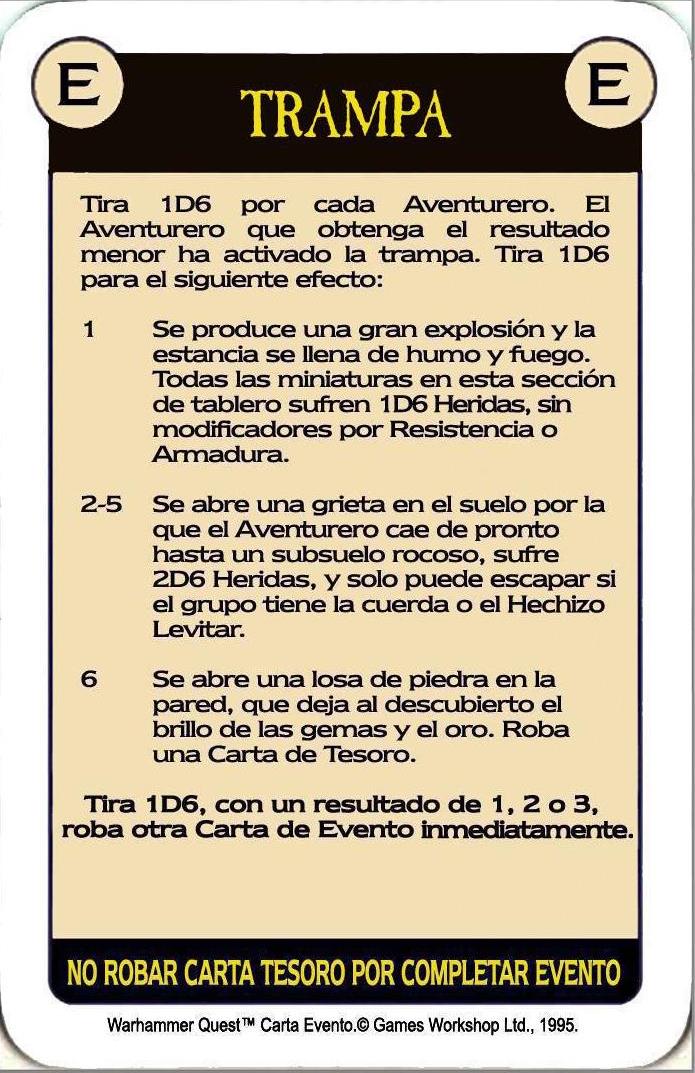 E
E
TRAMPA
Tira 1D6 por cada Aventurero. El
Aventurero que obtenga el resultado
menor ha activado la trampa. Tira 1D6
para el siguiente efecto:
1 Se produce una gran explosión y la
estancia se llena de humo y fuego.
Todas las miniaturas en esta sección
de tablero sufren 1D6 Heridas, sin
modificadores por Resistencia o
Armadura.
2-5 Se abre una grieta en el suelo por la
que el Aventurero cae de pronto
hasta un subsuelo rocoso, sufre
2D6 Heridas, y solo puede escapar si
el grupo tiene la cuerda o el Hechizo
Levitar.
6 Se abre una losa de piedra en la
pared, que deja al descubierto el
brillo de las gemas y el oro. Roba
una Carta de Tesoro.
Tira 1D6, con un resultado de 1, 2 o 3,
roba otra Carta de Evento inmediatamente.
NO ROBAR CARTA TESORO POR COMPLETAR EVENTO
Warhammer Quest™ Carta Evento.© Games Workshop Ltd., 1995.